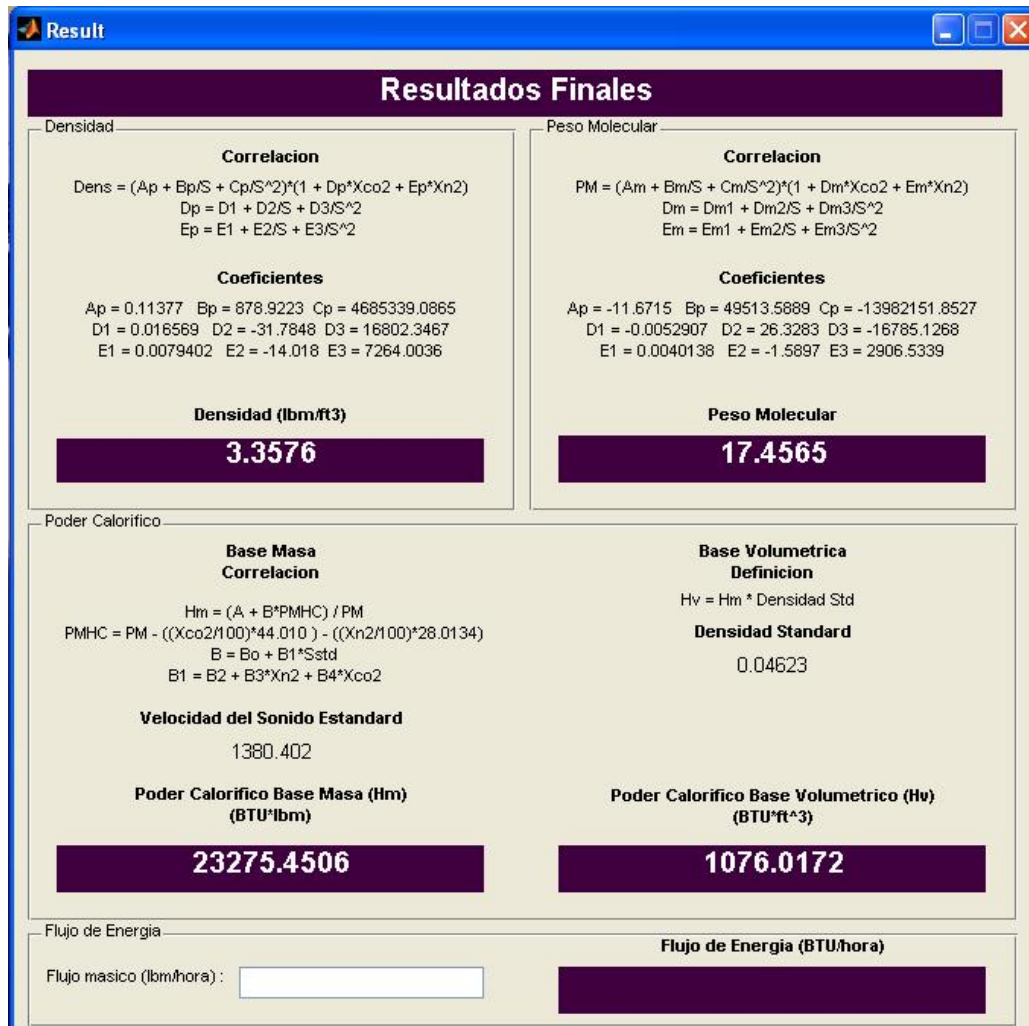 Result
Resultados Finales
Densidad
Correlacion
Dens = (Ap + Bp/S + Cp/S^2)*(1 + Dp*Xco2 + Ep*Xn2)
Dp = D1 + D2/S + D3/S^2
Ep = E1 + E2/S + E3/S^2
Coeficientes
Ap = 0.11377 Bp = 878.9223 Cp = 4685339.0865
D1 = 0.016569 D2 = -31.7848 D3 = 16802.3467
E1 = 0.0079402 E2 = -14.018 E3 = 7264.0036
Densidad (lbm/ft3)
3.3576
Peso Molecular
Correlacion
PM = (Am + Bm/S + Cm/S^2)*(1 + Dm*Xco2 + Em*Xn2)
Dm = Dm1 + Dm2/S + Dm3/S^2
Em = Em1 + Em2/S + Em3/S^2
Coeficientes
Ap = -11.6715 Bp = 49513.5889 Cp = -13982151.8527
D1 = -0.0052907 D2 = 26.3283 D3 = -16785.1268
E1 = 0.0040138 E2 = -1.5897 E3 = 2906.5339
Peso Molecular
17.4565
Poder Calorifico
Base Masa
Correlacion
Hm = (A + B*PMHC) / PM
PMHC = PM - ((Xco2/100)*44.010 ) - ((Xn2/100)*28.0134)
B = Bo + B1*Sstd
B1 = B2 + B3*Xn2 + B4*Xco2
Velocidad del Sonido Estandard
1380.402
Poder Calorifico Base Masa (Hm)
(BTU*lbm)
23275.4506
Base Volumetrica
Definicion
Hv = Hm * Densidad Std
Densidad Standard
0.04623
Poder Calorifico Base Volumetrico (Hv)
(BTU*ft^3)
1076.0172
Flujo de Energia
Flujo masico (lbm/hora) :
Flujo de Energia (BTU/hora)